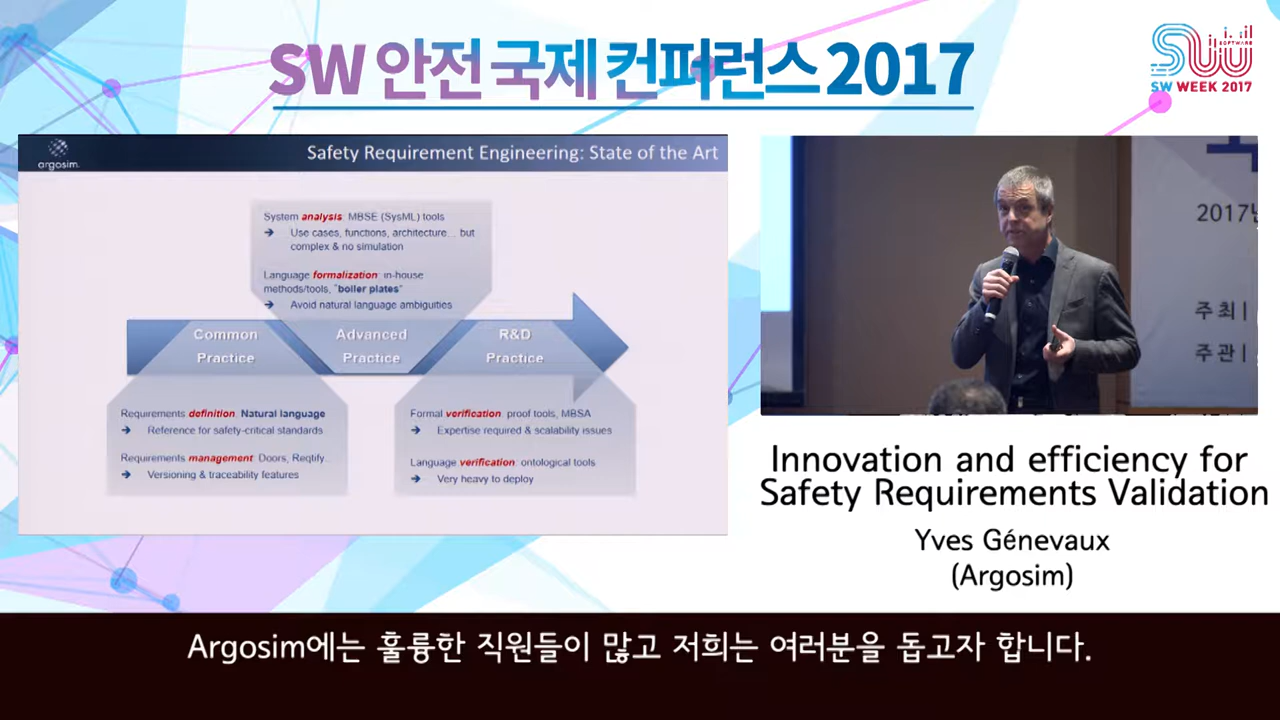 SW 안전 국제 컨퍼런스 2017
SOFTWARE
SW WEEK 2017
argosim.
Safety Requirement Engineering: State of the Art
System analysis: MBSE (SysML) tools
➔ Use cases, functions, architecture... but
complex & no simulation
Language formalization: in-house
methods/tools, "boiler plates"
➔ Avoid natural language ambiguities
Common
Practice
Advanced
Practice
R&D
Practice
Requirements definition: Natural language
➔ Reference for safety-critical standards
Requirements management: Doors, Reqtify...
➔ Versioning & traceability features
Formal verification: proof tools, MBSA
➔ Expertise required & scalability issues
Language verification: ontological tools
➔ Very heavy to deploy
2017년
주최 |
주관 |
Innovation and efficiency for
Safety Requirements Validation
Yves Génevaux
(Argosim)
Argosim에는 훌륭한 직원들이 많고 저희는 여러분을 돕고자 합니다.